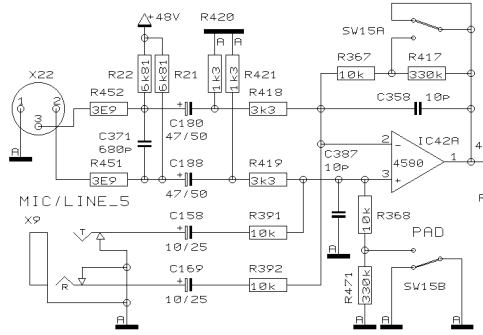 +48V
R420
A
A
SW15A
R22
6k81
6k81
R21
1k3
1k3
R421
R367
10k
R417
330k
X22
R452
3E9
R418
3k3
C358 10p
1
2
3
C371
680p
C180
47/50
2
IC42A
4
A
R451
3E9
C188
47/50
R419
3k3
C387
10p
4580
1
3
MIC/LINE_5
R368
10k
R
X9
T
C158
10/25
R391
10k
A
PAD
R
C169
10/25
R392
10k
R471
330k
SW15B
A
A
A
A